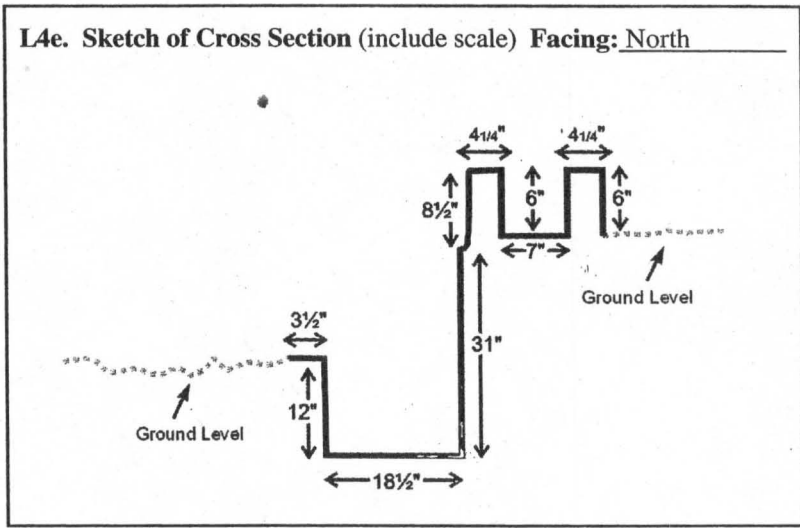 L4e. Sketch of Cross Section (include scale) Facing: North
4 1/4" 4 1/4"
8½" 6" 6"
7"
Ground Level
3½"
31"
12"
Ground Level
18½"